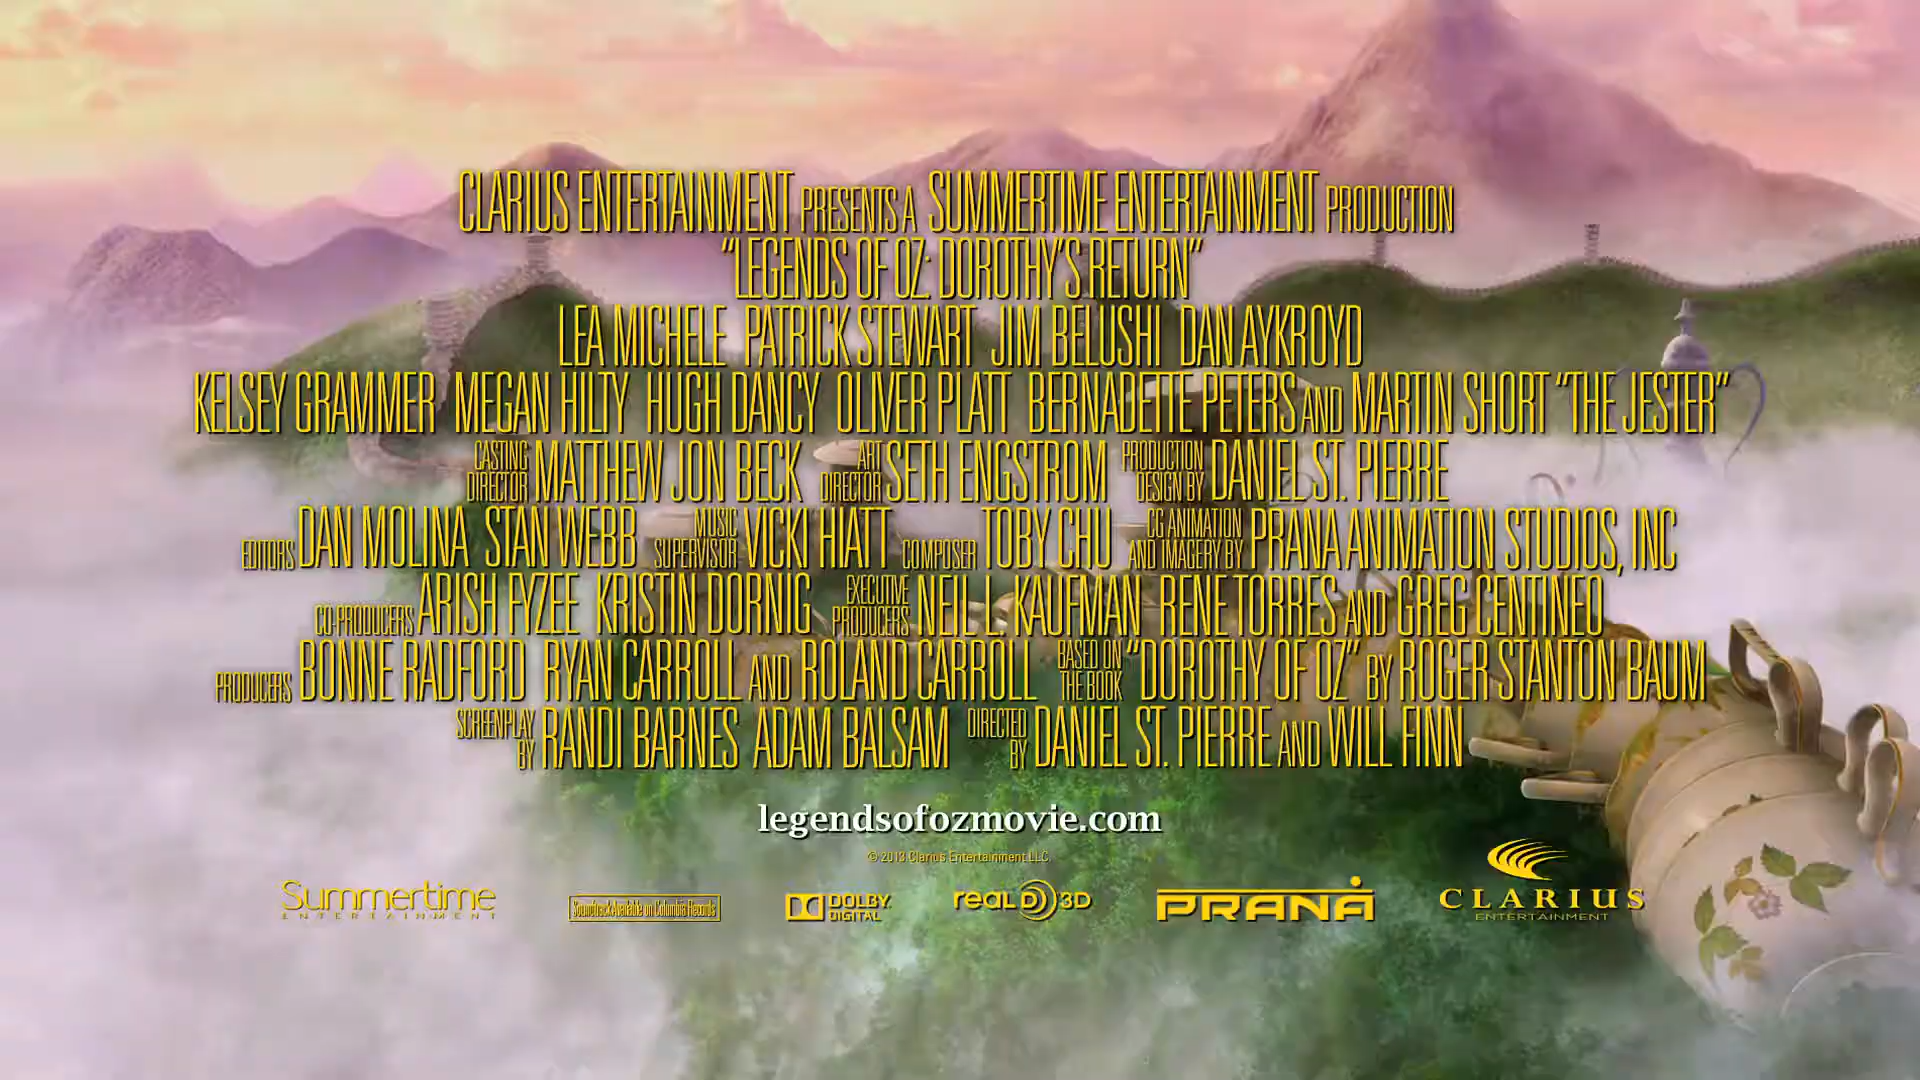 CLARIUS ENTERTAINMENT PRESENTS A SUMMERTIME ENTERTAINMENT PRODUCTION
“LEGENDS OF OZ: DOROTHY’S RETURN”
LEA MICHELE PATRICK STEWART JIM BELUSHI DAN AYKROYD
KELSEY GRAMMER MEGAN HILTY HUGH DANCY OLIVER PLATT BERNADETTE PETERS AND MARTIN SHORT “THE JESTER”
CASTING DIRECTOR MATTHEW JON BECK ART DIRECTOR SETH ENGSTROM PRODUCTION DESIGN BY DANIEL ST. PIERRE
EDITORS DAN MOLINA STAN WEBB MUSIC SUPERVISOR VICKI HIATT COMPOSER TOBY CHU CG ANIMATION AND IMAGERY BY PRANA ANIMATION STUDIOS, INC
CO-PRODUCERS ARISH FYZEE KRISTIN DORNIG EXECUTIVE PRODUCERS NEIL L. KAUFMAN RENE TORRES AND GREG CENTINEO
PRODUCERS BONNE RADFORD RYAN CARROLL AND ROLAND CARROLL BASED ON THE BOOK “DOROTHY OF OZ” BY ROGER STANTON BAUM
SCREENPLAY BY RANDI BARNES ADAM BALSAM DIRECTED BY DANIEL ST. PIERRE AND WILL FINN
legendsofozmovie.com
© 2013 Clarius Entertainment LLC.
Summertime ENTERTAINMENT
Soundtrack Available on Columbia Records
DOLBY DIGITAL
REAL D 3D
PRANA
CLARIUS ENTERTAINMENT